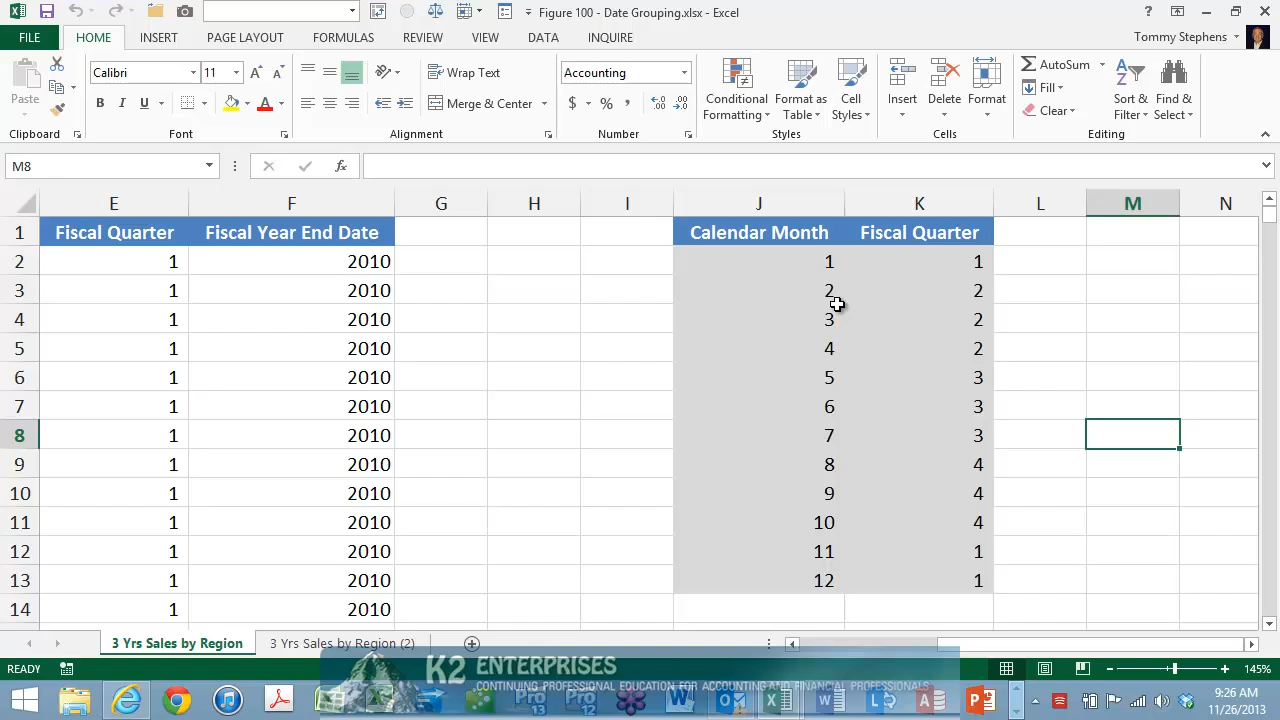 Figure 100 - Date Grouping.xlsx - Excel
FILE HOME INSERT PAGE LAYOUT FORMULAS REVIEW VIEW DATA INQUIRE Tommy Stephens
Paste Calibri 11 Wrap Text Accounting Conditional Formatting Format as Table Cell Styles Insert Delete Format AutoSum Sort & Filter Find & Select
B I U Merge & Center $ % , Fill
Clear
Clipboard Font Alignment Number Styles Cells Editing
M8 fx
E F G H I J K L M N
1 Fiscal Quarter Fiscal Year End Date Calendar Month Fiscal Quarter
2 1 2010 1 1
3 1 2010 2 2
4 1 2010 3 2
5 1 2010 4 2
6 1 2010 5 3
7 1 2010 6 3
8 1 2010 7 3
9 1 2010 8 4
10 1 2010 9 4
11 1 2010 10 4
12 1 2010 11 1
13 1 2010 12 1
14 1 2010
3 Yrs Sales by Region 3 Yrs Sales by Region (2)
READY 145%
K2 ENTERPRISES
CONTINUING PROFESSIONAL EDUCATION FOR ACCOUNTING AND FINANCIAL PROFESSIONALS
Pro 13 Pro 12
9:26 AM
11/26/2013